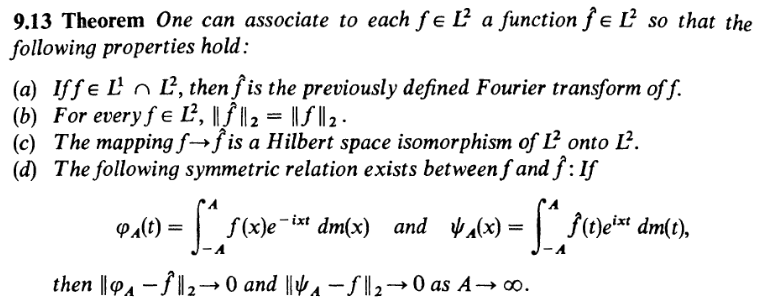 9.13 Theorem One can associate to each f ∈ L² a function f̂ ∈ L² so that the
following properties hold:
(a) If f ∈ L¹ ∩ L², then f̂ is the previously defined Fourier transform of f.
(b) For every f ∈ L², ‖f̂‖₂ = ‖f‖₂.
(c) The mapping f → f̂ is a Hilbert space isomorphism of L² onto L².
(d) The following symmetric relation exists between f and f̂: If
φ_A(t) = ∫_{-A}^{A} f(x)e^{-ixt} dm(x) and ψ_A(x) = ∫_{-A}^{A} f̂(t)e^{ixt} dm(t),
then ‖φ_A − f̂‖₂ → 0 and ‖ψ_A − f‖₂ → 0 as A → ∞.